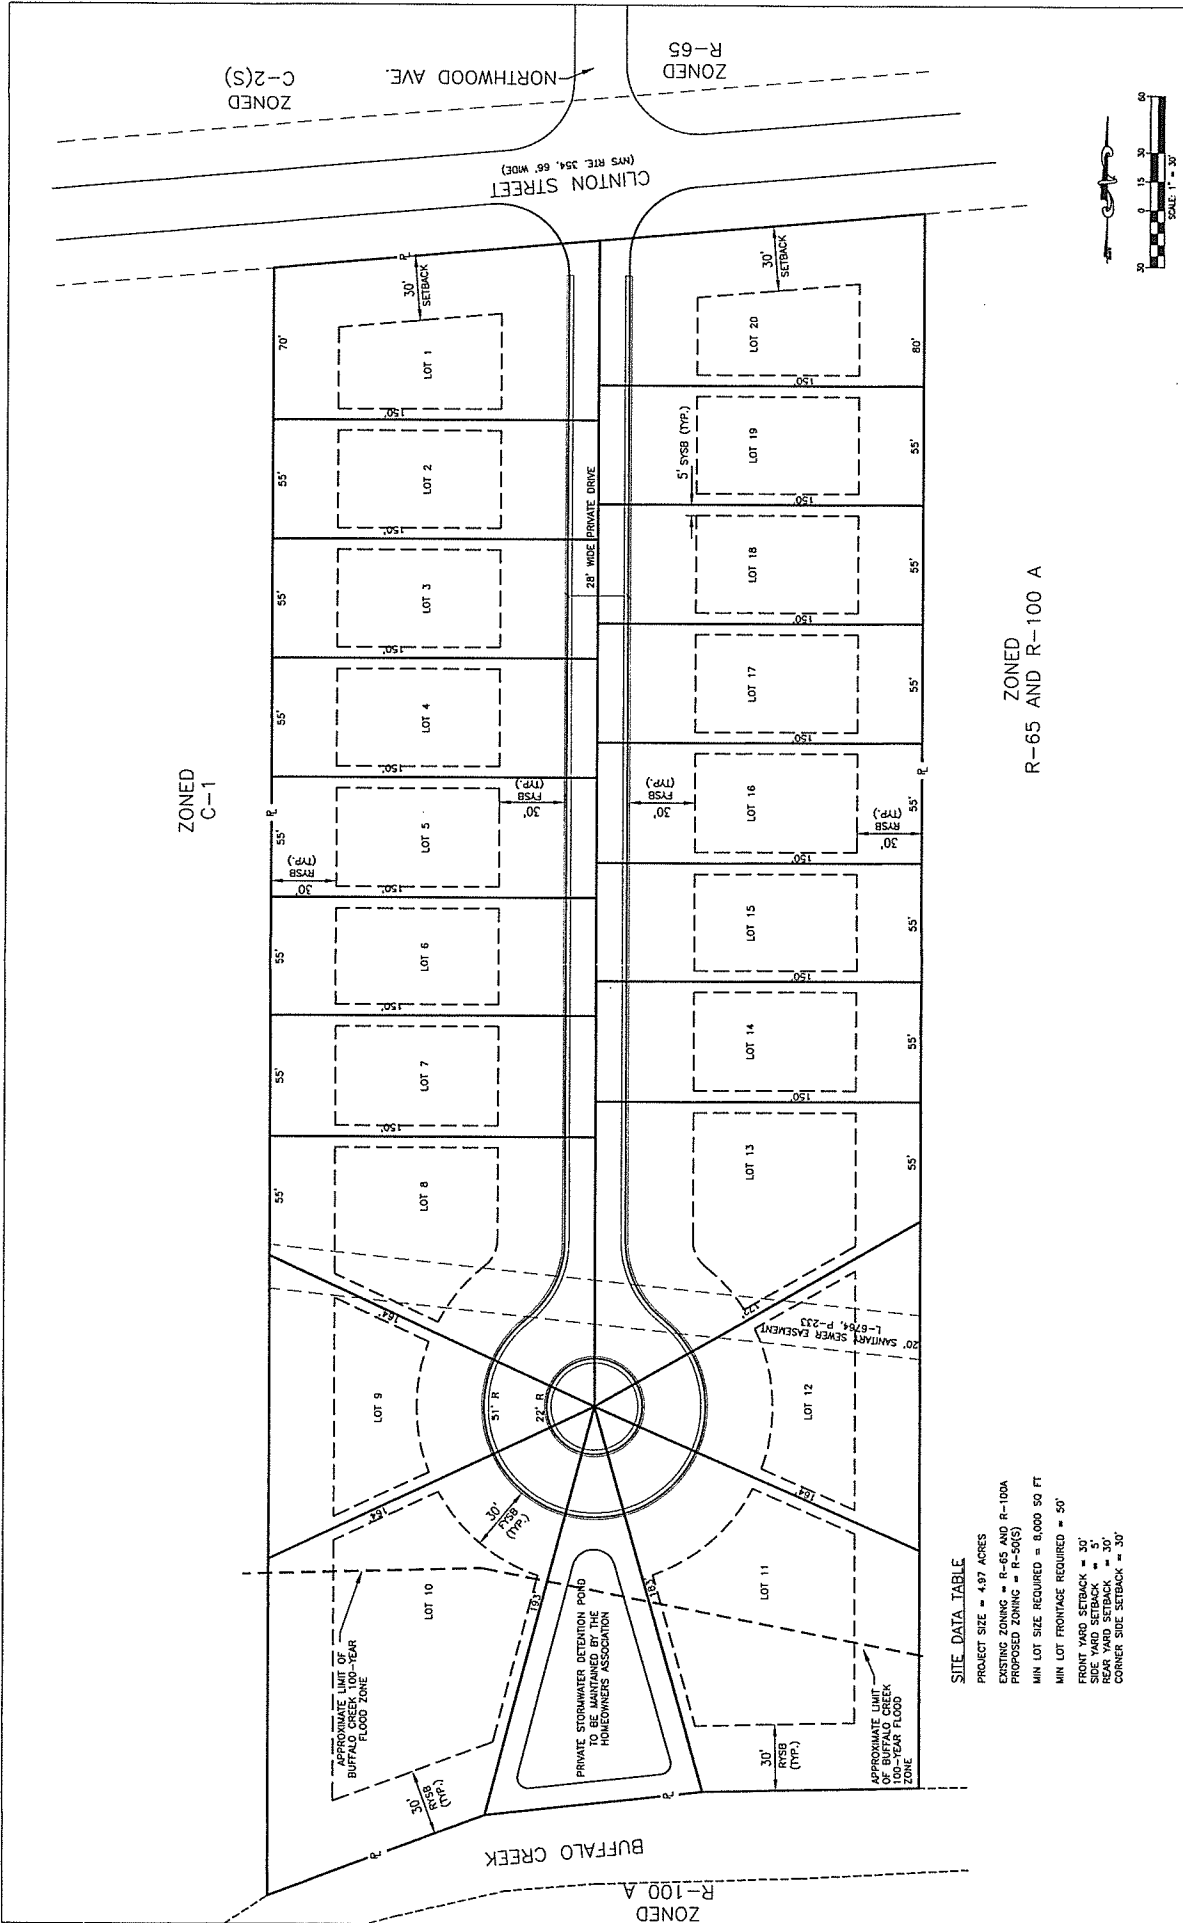 ZONED
C-2(S)
NORTHWOOD AVE.
ZONED
R-65
CLINTON STREET
(NYS RTE. 354, 66' WIDE)
30
0
15
30
60
SCALE: 1" = 30'
ZONED
C-1
70'
55'
55'
55'
55'
55'
55'
55'
30'
SETBACK
LOT 1
LOT 2
LOT 3
LOT 4
LOT 5
LOT 6
LOT 7
LOT 8
150'
150'
150'
150'
150'
150'
150'
30'
RYSB
(TYP.)
30'
FYSB
(TYP.)
28' WIDE PRIVATE DRIVE
30'
SETBACK
5' SYSB (TYP.)
30'
FYSB
(TYP.)
30'
RYSB
(TYP.)
LOT 20
LOT 19
LOT 18
LOT 17
LOT 16
LOT 15
LOT 14
LOT 13
150'
150'
150'
150'
150'
150'
150'
80'
55'
55'
55'
55'
55'
55'
55'
ZONED
R-65 AND R-100 A
164'
LOT 9
164'
51' R
22' R
172'
20' SANITARY SEWER EASEMENT
L-6764, P-233
LOT 12
164'
30'
FYSB
(TYP.)
LOT 10
193'
182'
LOT 11
APPROXIMATE LIMIT OF
BUFFALO CREEK 100-YEAR
FLOOD ZONE
PRIVATE STORMWATER DETENTION POND
TO BE MAINTAINED BY THE
HOMEOWNERS ASSOCIATION
30'
RYSB
(TYP.)
30'
RYSB
(TYP.)
APPROXIMATE LIMIT
OF BUFFALO CREEK
100-YEAR FLOOD
ZONE
BUFFALO CREEK
ZONED
R-100 A
SITE DATA TABLE
PROJECT SIZE = 4.97 ACRES
EXISTING ZONING = R-65 AND R-100A
PROPOSED ZONING = R-50(S)
MIN LOT SIZE REQUIRED = 8,000 SQ FT
MIN LOT FRONTAGE REQUIRED = 50'
FRONT YARD SETBACK = 30'
SIDE YARD SETBACK = 5'
REAR YARD SETBACK = 30'
CORNER SIDE SETBACK = 30'